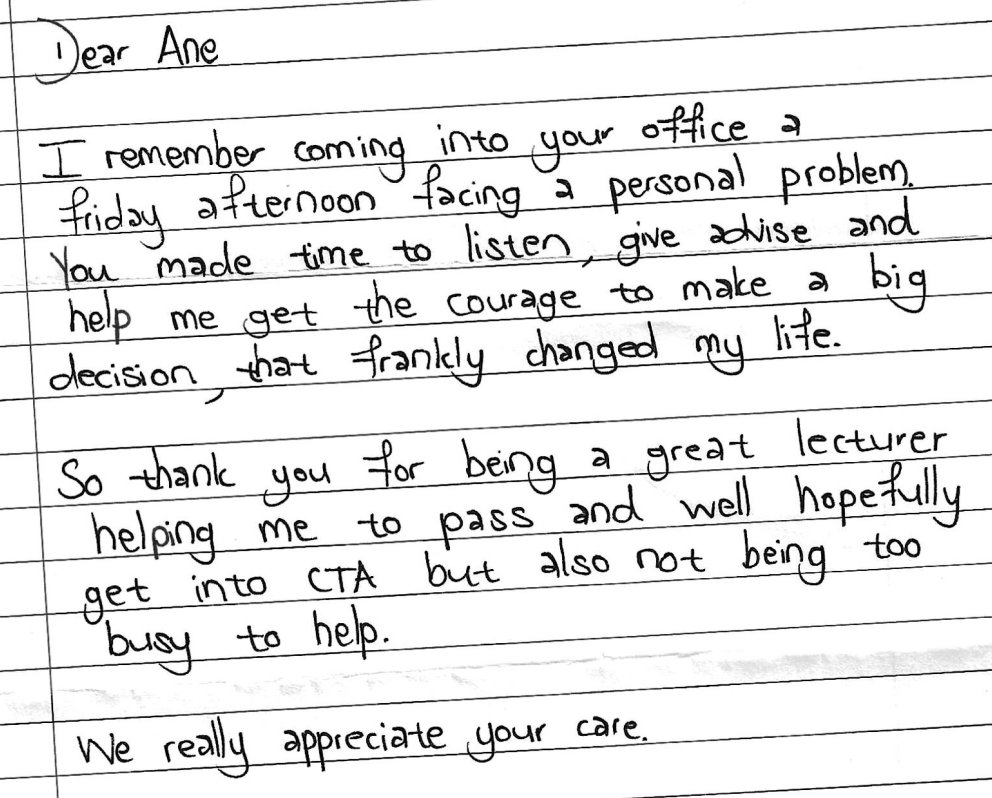 Dear Ane
I remember coming into your office a
friday afternoon facing a personal problem.
You made time to listen, give advise and
help me get the courage to make a big
decision, that frankly changed my life.
So thank you for being a great lecturer
helping me to pass and well hopefully
get into CTA but also not being too
busy to help.
We really appreciate your care.